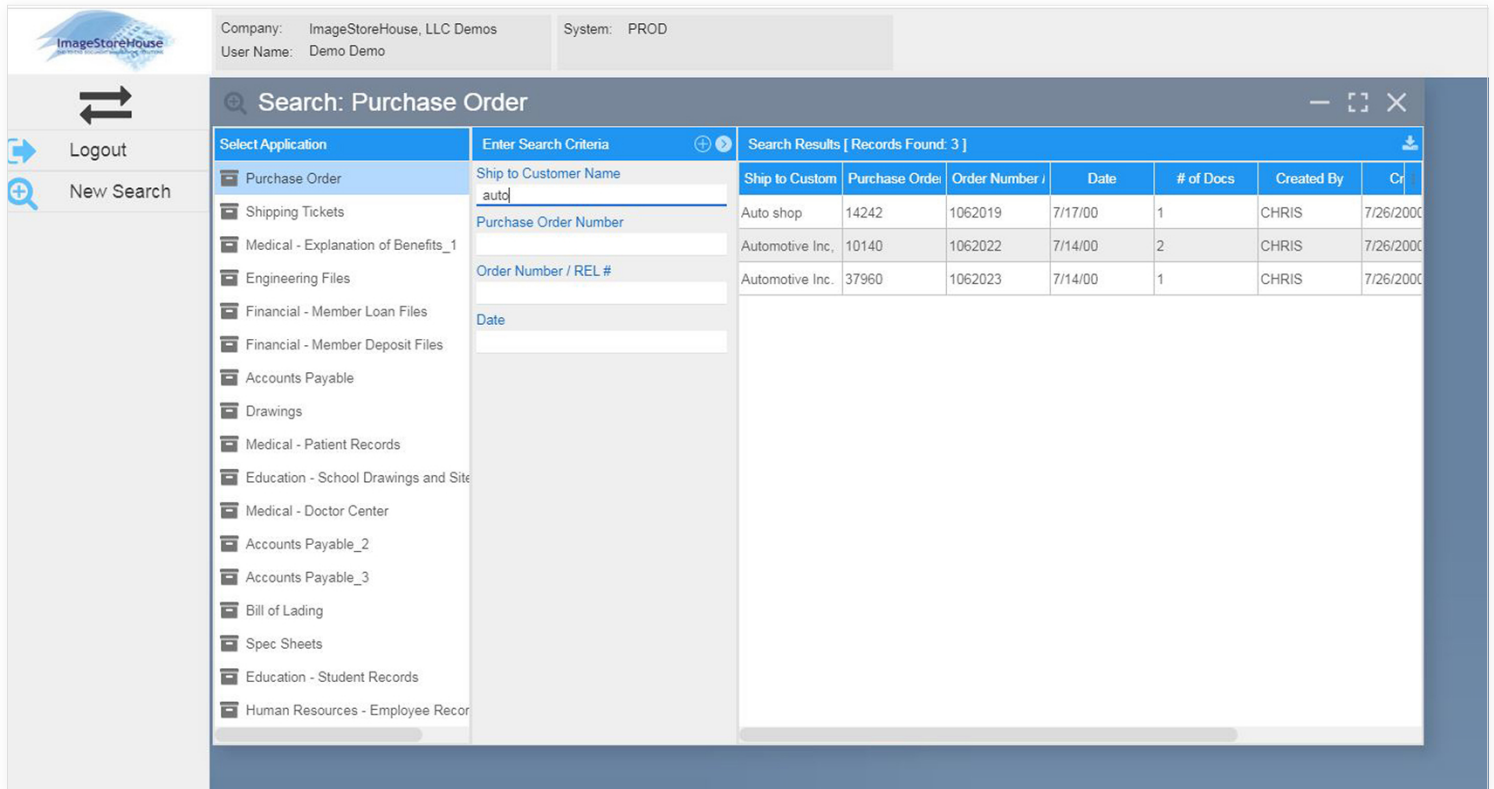 ImageStoreHouse
Company: ImageStoreHouse, LLC Demos
User Name: Demo Demo
System: PROD
Logout
New Search
Search: Purchase Order
Select Application
Purchase Order
Shipping Tickets
Medical - Explanation of Benefits_1
Engineering Files
Financial - Member Loan Files
Financial - Member Deposit Files
Accounts Payable
Drawings
Medical - Patient Records
Education - School Drawings and Site
Medical - Doctor Center
Accounts Payable_2
Accounts Payable_3
Bill of Lading
Spec Sheets
Education - Student Records
Human Resources - Employee Recor
Enter Search Criteria
Ship to Customer Name
auto
Purchase Order Number
Order Number / REL #
Date
Search Results [ Records Found: 3 ]
Ship to Custom Purchase Order Order Number / Date # of Docs Created By Cr
Auto shop 14242 1062019 7/17/00 1 CHRIS 7/26/2000
Automotive Inc, 10140 1062022 7/14/00 2 CHRIS 7/26/2000
Automotive Inc. 37960 1062023 7/14/00 1 CHRIS 7/26/2000